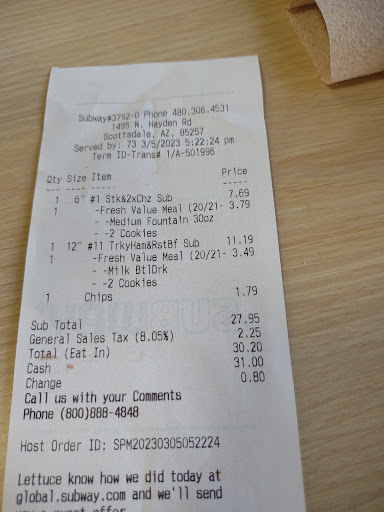 Subway#3792-0 Phone 480.306.4531
1495 N. Hayden Rd
Scottsdale, AZ, 85257
Served by: 73 3/5/2023 5:22:24 pm
Term ID-Trans# 1/A-501996
Qty Size Item Price
--- ---- ---- -----
1 6" #1 Stk&2xChz Sub 7.69
1 -Fresh Value Meal (20/21- 3.79
- -Medium Fountain 30oz
- -2 Cookies
1 12" #11 TrkyHam&RstBf Sub 11.19
1 -Fresh Value Meal (20/21- 3.49
- -Milk BtlDrk
- -2 Cookies
1 Chips 1.79
Sub Total 27.95
General Sales Tax (8.05%) 2.25
Total (Eat In) 30.20
Cash 31.00
Change 0.80
Call us with your Comments
Phone (800)888-4848
Host Order ID: SPM20230305052224
Lettuce know how we did today at
global.subway.com and we'll send